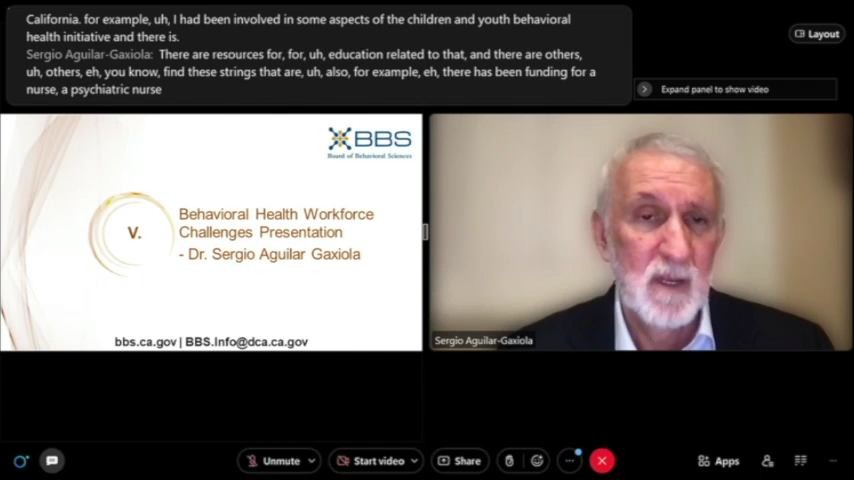 California. for example, uh, I had been involved in some aspects of the children and youth behavioral
health initiative and there is.
Sergio Aguilar-Gaxiola: There are resources for, for, uh, education related to that, and there are others,
uh, others, eh, you know, find these strings that are, uh, also, for example, eh, there has been funding for a
nurse, a psychiatric nurse
Layout
Expand panel to show video
BBS
Board of Behavioral Sciences
V.
Behavioral Health Workforce
Challenges Presentation
- Dr. Sergio Aguilar Gaxiola
bbs.ca.gov | BBS.Info@dca.ca.gov
Sergio Aguilar-Gaxiola
Unmute
Start video
Share
Apps